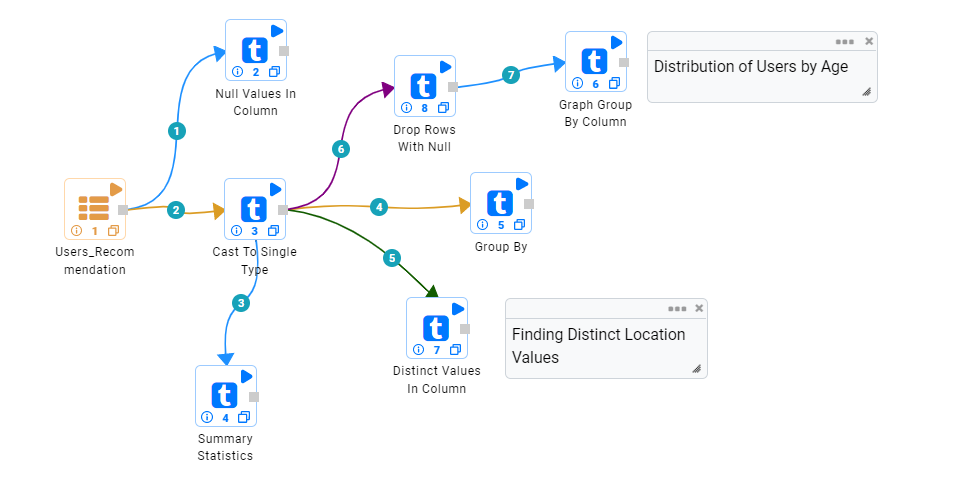 t
2
Null Values In
Column
t
8
Drop Rows
With Null
7
t
6
Graph Group
By Column
Distribution of Users by Age
1
6
1
Users_Recom
mendation
2
t
3
Cast To Single
Type
4
t
5
Group By
5
3
t
7
Distinct Values
In Column
Finding Distinct Location
Values
t
4
Summary
Statistics